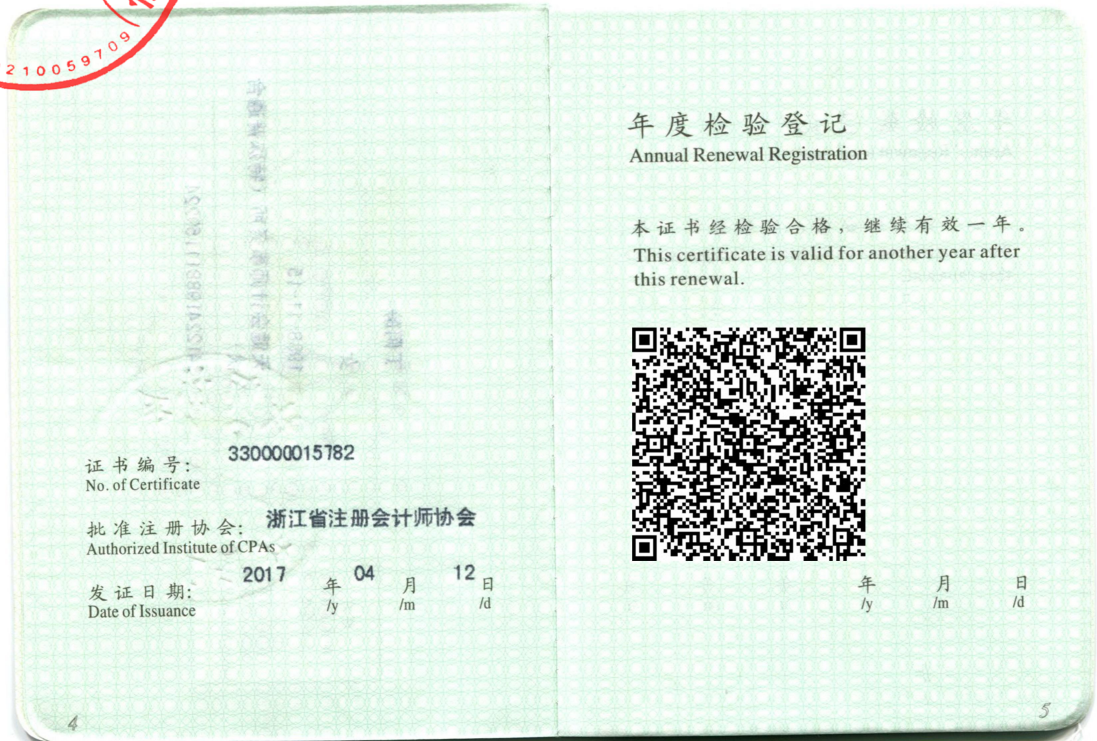 210059709
证书编号:
No. of Certificate
330000015782
批准注册协会:
Authorized Institute of CPAs
浙江省注册会计师协会
发证日期:
Date of Issuance
2017 年 04 月 12 日
/y /m /d
4
年度检验登记
Annual Renewal Registration
本证书经检验合格，继续有效一年。
This certificate is valid for another year after
this renewal.
年 月 日
/y /m /d
5